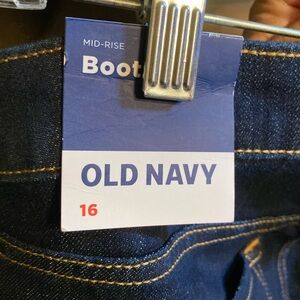 MID-RISE
Boot
OLD NAVY
16